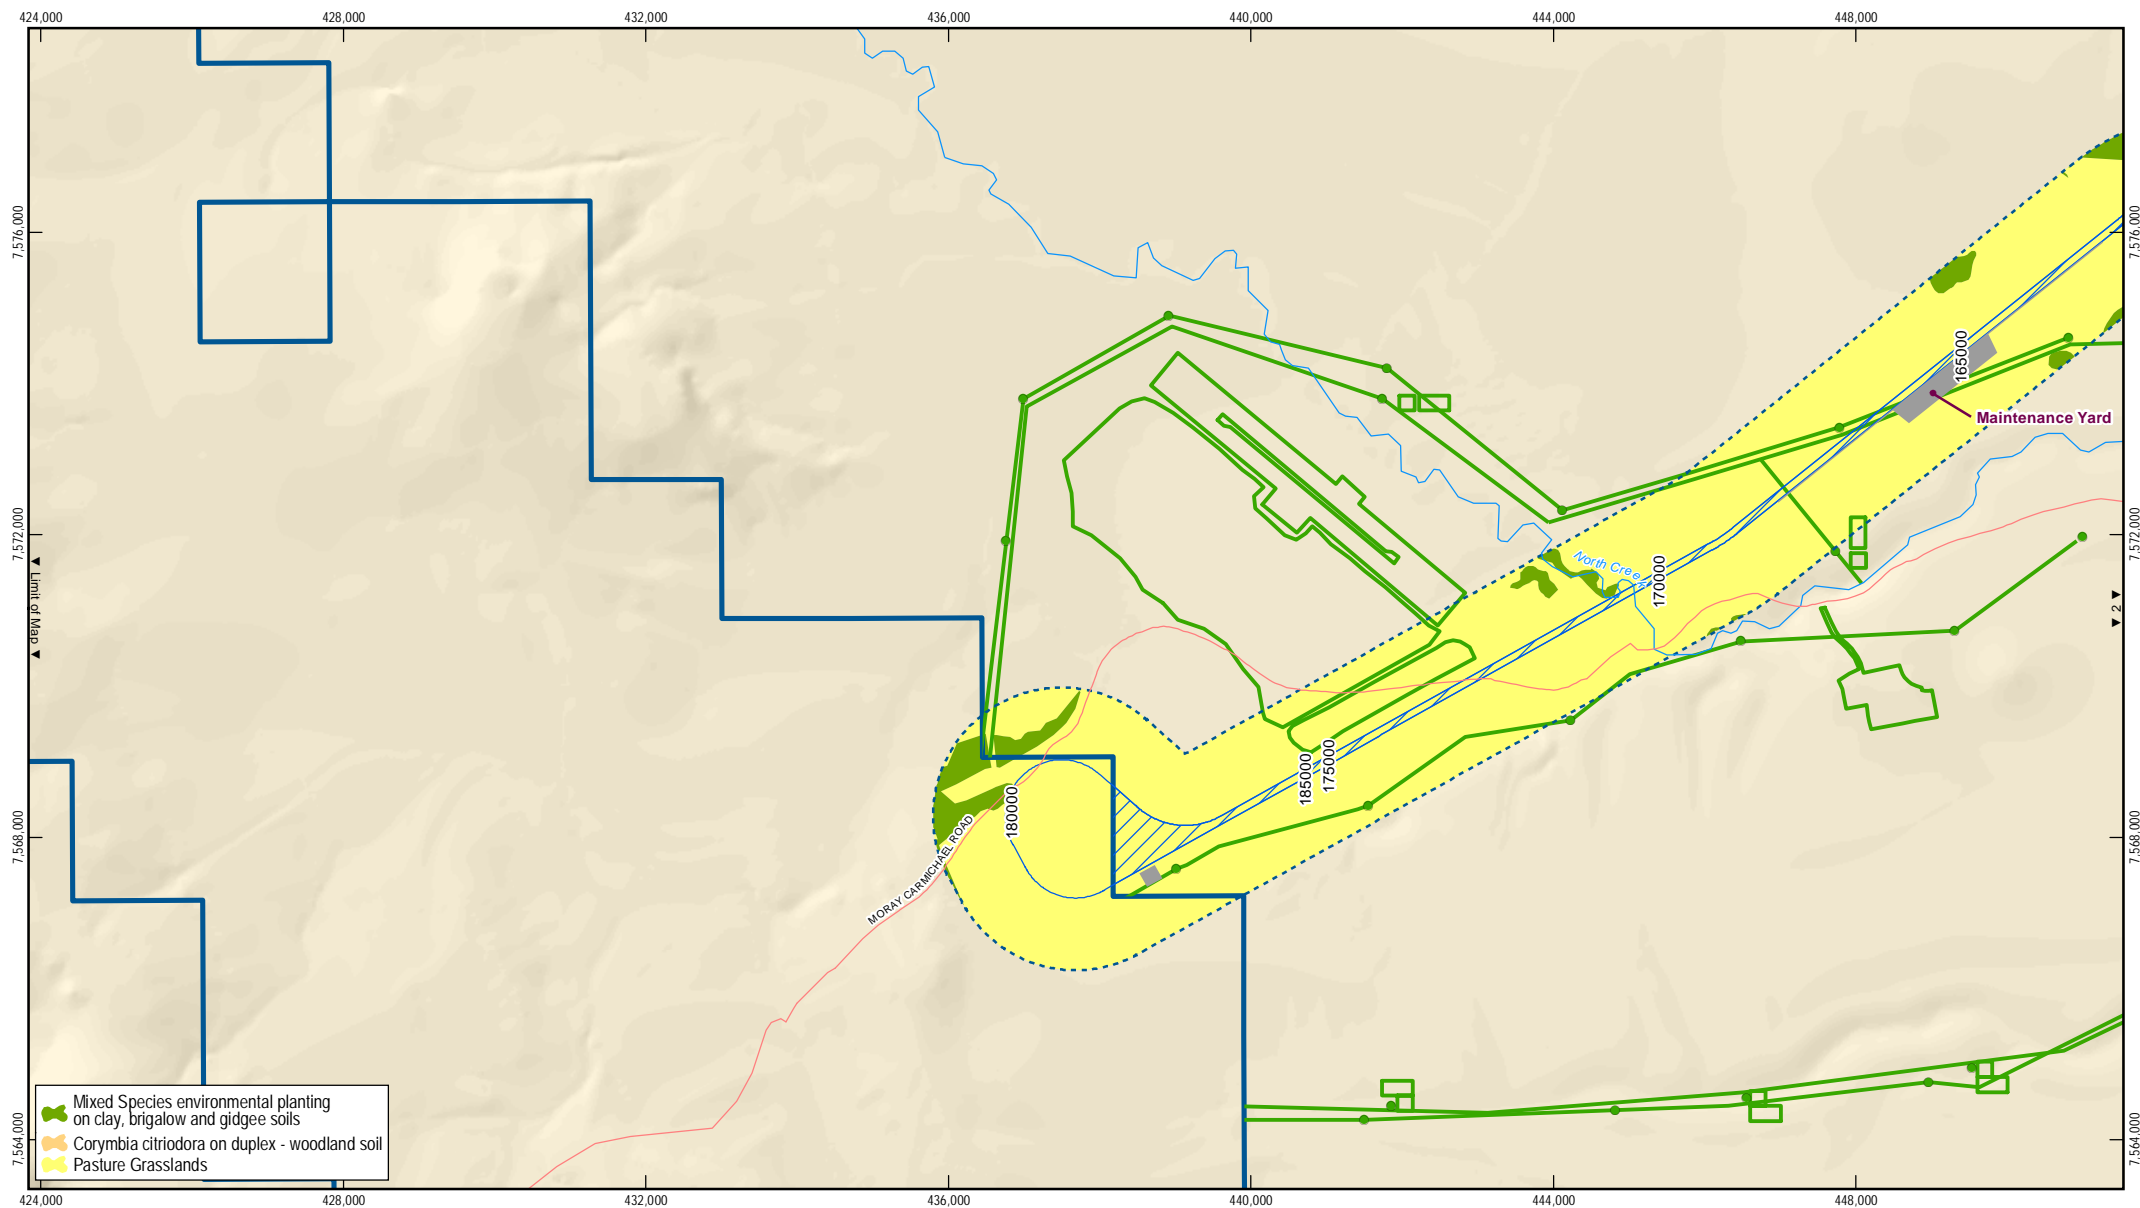 424,000 428,000 432,000 436,000 440,000 444,000 448,000
7,576,000
7,576,000
165000
Maintenance Yard
7,572,000
7,572,000
North Creek
170000
◄ Limit of Map ►
◄ 2 ►
185000
175000
180000
7,568,000
7,568,000
MORAY CARMICHAEL ROAD
Mixed Species environmental planting
on clay, brigalow and gidgee soils
Corymbia citriodora on duplex - woodland soil
Pasture Grasslands
7,564,000
7,564,000
424,000 428,000 432,000 436,000 440,000 444,000 448,000